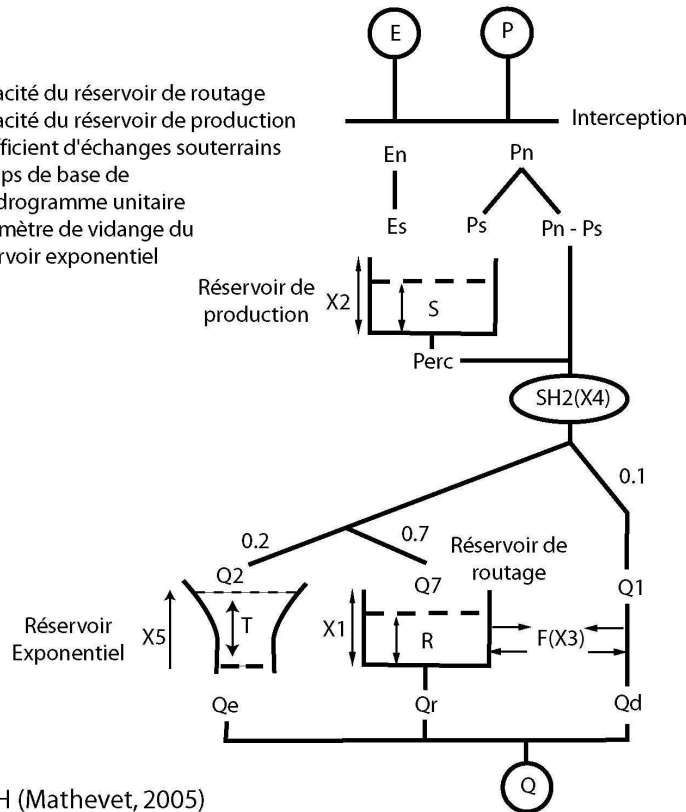 E
P
acité du réservoir de routage
acité du réservoir de production
fficient d'échanges souterrains
ps de base de
drogramme unitaire
mètre de vidange du
ervoir exponentiel
Interception
En
Pn
Es
Ps
Pn - Ps
Réservoir de
production
X2
S
Perc
SH2(X4)
0.1
0.2
0.7
Réservoir de
routage
Q2
Q7
Q1
Réservoir
Exponentiel
X5
T
X1
R
F(X3)
Qe
Qr
Qd
Q
H (Mathevet, 2005)